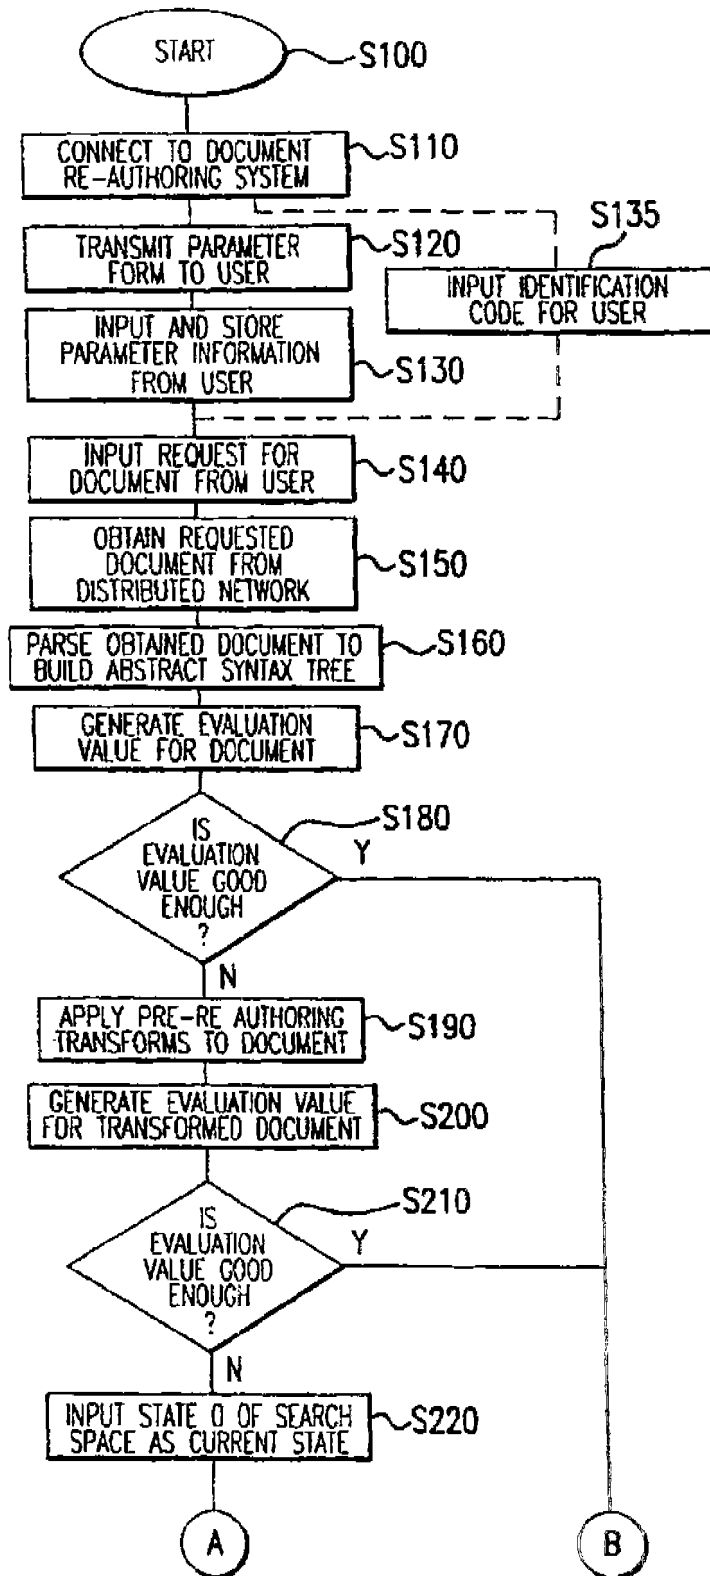 START
S100
CONNECT TO DOCUMENT
RE-AUTHORING SYSTEM
S110
TRANSMIT PARAMETER
FORM TO USER
S120
S135
INPUT IDENTIFICATION
CODE FOR USER
INPUT AND STORE
PARAMETER INFORMATION
FROM USER
S130
INPUT REQUEST FOR
DOCUMENT FROM USER
S140
OBTAIN REQUESTED
DOCUMENT FROM
DISTRIBUTED NETWORK
S150
PARSE OBTAINED DOCUMENT TO
BUILD ABSTRACT SYNTAX TREE
S160
GENERATE EVALUATION
VALUE FOR DOCUMENT
S170
IS
EVALUATION
VALUE GOOD
ENOUGH
?
S180
Y
N
APPLY PRE-RE AUTHORING
TRANSFORMS TO DOCUMENT
S190
GENERATE EVALUATION VALUE
FOR TRANSFORMED DOCUMENT
S200
IS
EVALUATION
VALUE GOOD
ENOUGH
?
S210
Y
N
INPUT STATE 0 OF SEARCH
SPACE AS CURRENT STATE
S220
A
B